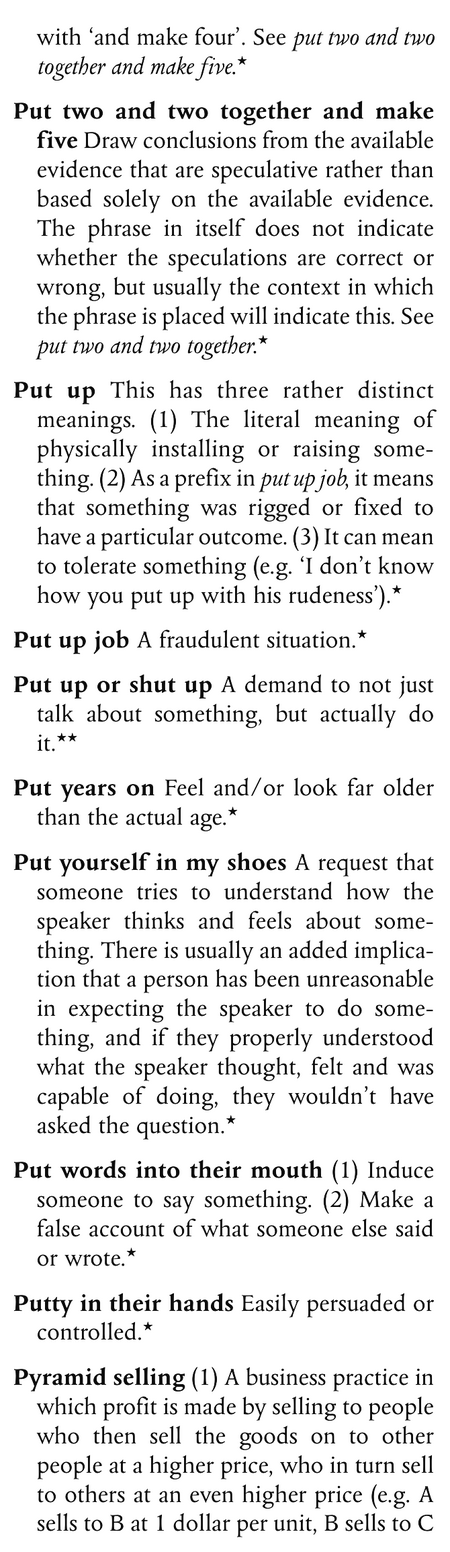 with ‘and make four’. See put two and two
together and make five.★
Put two and two together and make
five Draw conclusions from the available
evidence that are speculative rather than
based solely on the available evidence.
The phrase in itself does not indicate
whether the speculations are correct or
wrong, but usually the context in which
the phrase is placed will indicate this. See
put two and two together.★
Put up This has three rather distinct
meanings. (1) The literal meaning of
physically installing or raising some-
thing. (2) As a prefix in put up job, it means
that something was rigged or fixed to
have a particular outcome. (3) It can mean
to tolerate something (e.g. ‘I don’t know
how you put up with his rudeness’).★
Put up job A fraudulent situation.★
Put up or shut up A demand to not just
talk about something, but actually do
it.★★
Put years on Feel and/or look far older
than the actual age.★
Put yourself in my shoes A request that
someone tries to understand how the
speaker thinks and feels about some-
thing. There is usually an added implica-
tion that a person has been unreasonable
in expecting the speaker to do some-
thing, and if they properly understood
what the speaker thought, felt and was
capable of doing, they wouldn’t have
asked the question.★
Put words into their mouth (1) Induce
someone to say something. (2) Make a
false account of what someone else said
or wrote.★
Putty in their hands Easily persuaded or
controlled.★
Pyramid selling (1) A business practice in
which profit is made by selling to people
who then sell the goods on to other
people at a higher price, who in turn sell
to others at an even higher price (e.g. A
sells to B at 1 dollar per unit, B sells to C